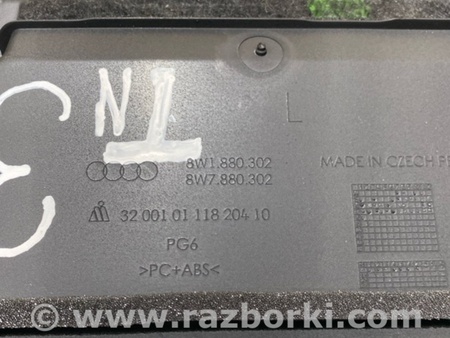 L
N I
8W1.880.302
8W7.880.302
MADE IN CZECH
32 001 01 118 204 10
PG6
>PC+ABS<
www.razborki.com